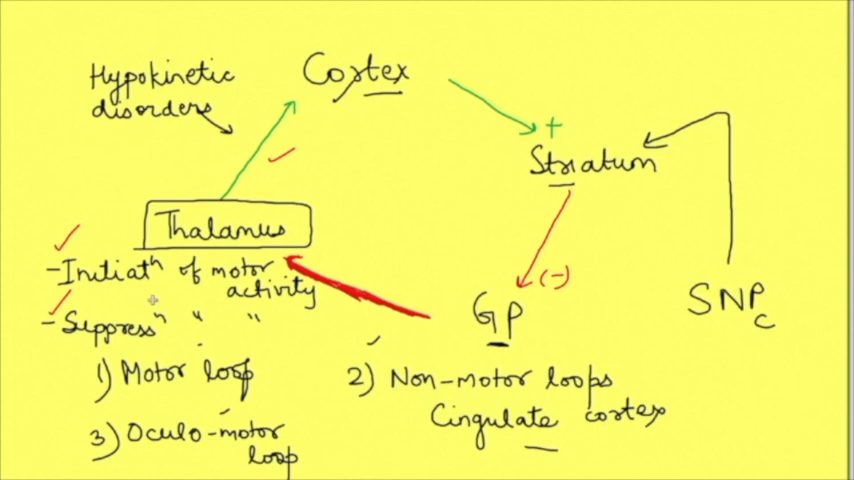 Hypokinetic
disorders
Cortex
+
Striatum
Thalanus
(-)
-Initiatⁿ of motor
activity
GP
SNPc
-Suppressⁿ " "
1) Motor loop
2) Non-motor loops
Cingulate cortex
3) Oculo-motor
loop